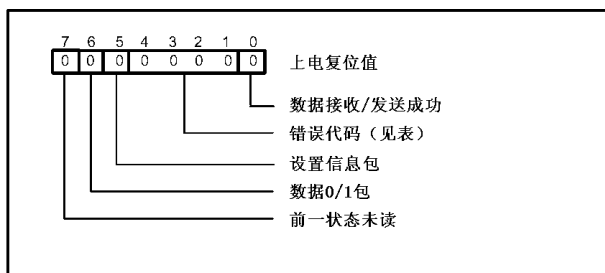 7 6 5 4 3 2 1 0
0 0 0 0 0 0 0 0 上电复位值
数据接收/发送成功
错误代码（见表）
设置信息包
数据0/1包
前一状态未读